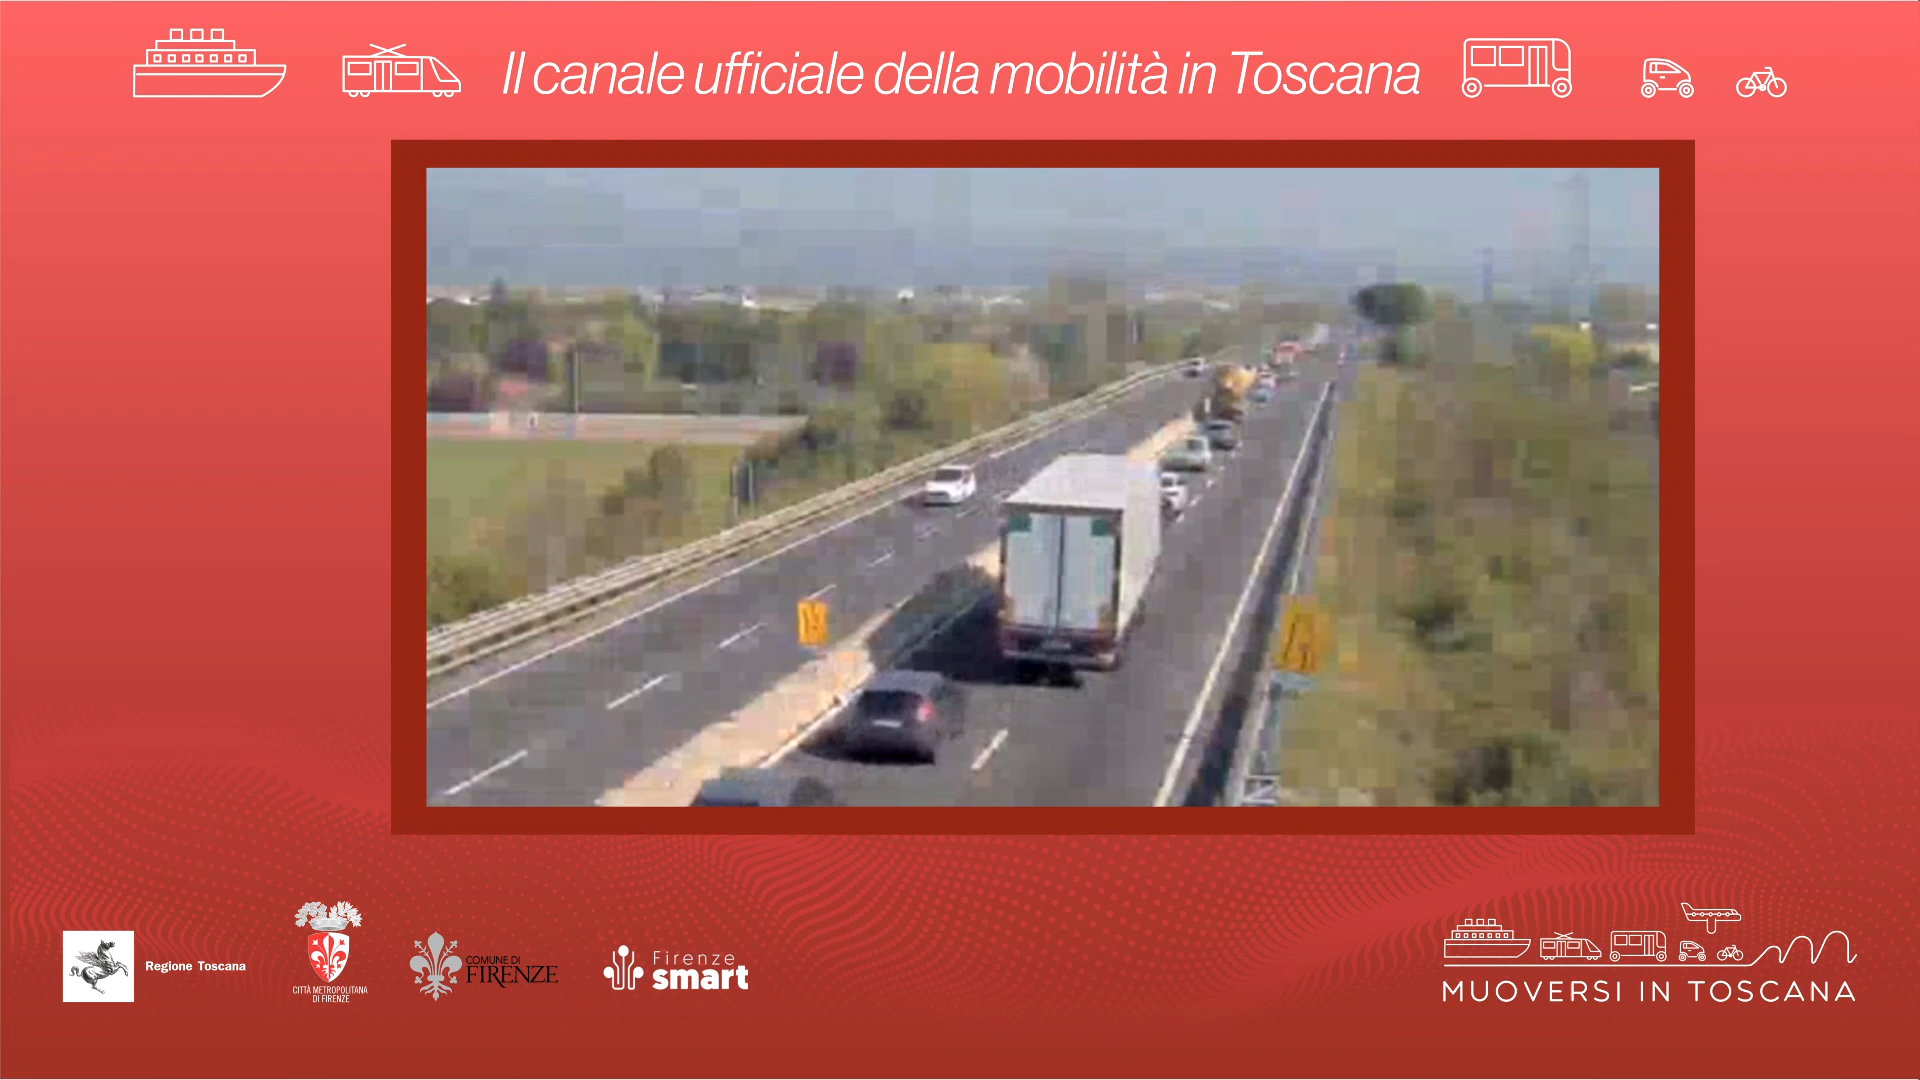 Il canale ufficiale della mobilità in Toscana
Regione Toscana
CITTÀ METROPOLITANA
DI FIRENZE
COMUNE DI
FIRENZE
Firenze
smart
MUOVERSI IN TOSCANA